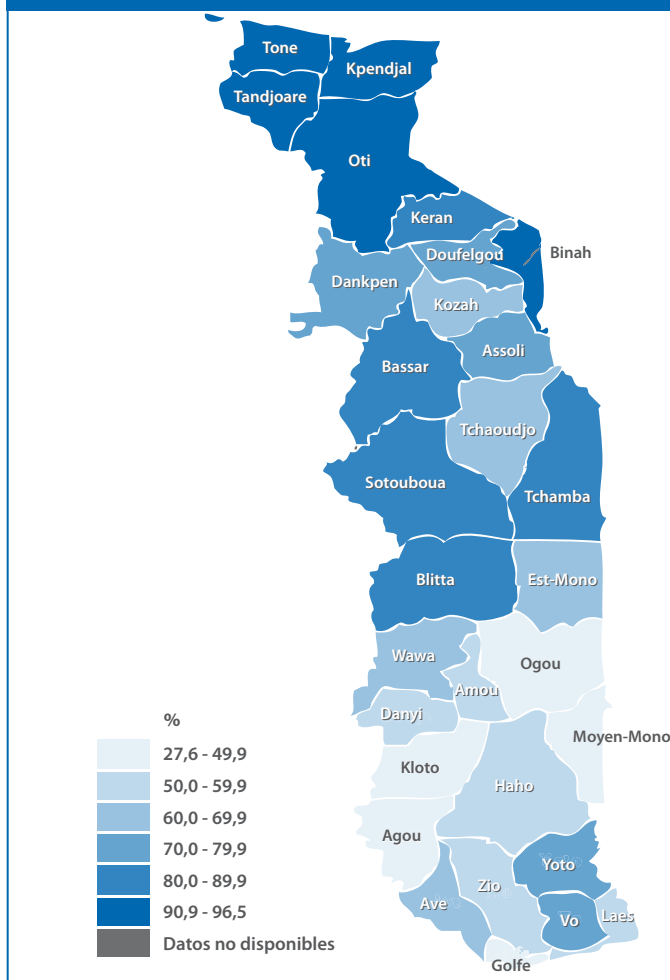 Tone
Kpendjal
Tandjoare
Oti
Keran
Doufelgou
Binah
Dankpen
Kozah
Assoli
Bassar
Tchaoudjo
Sotouboua
Tchamba
Blitta
Est-Mono
Wawa
Ogou
Amou
Danyi
Moyen-Mono
Kloto
Haho
Agou
Yoto
Zio
Ave
Vo
Laes
Golfe
%
27,6 - 49,9
50,0 - 59,9
60,0 - 69,9
70,0 - 79,9
80,0 - 89,9
90,9 - 96,5
Datos no disponibles